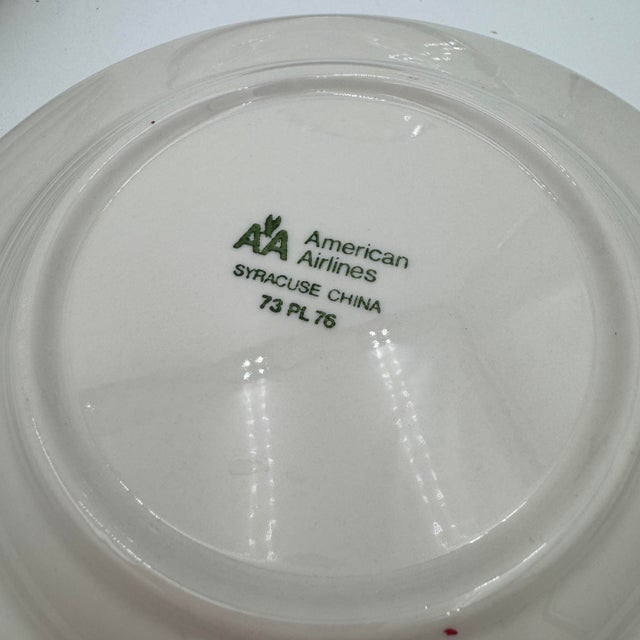 AA American
Airlines
SYRACUSE CHINA
73 PL 76